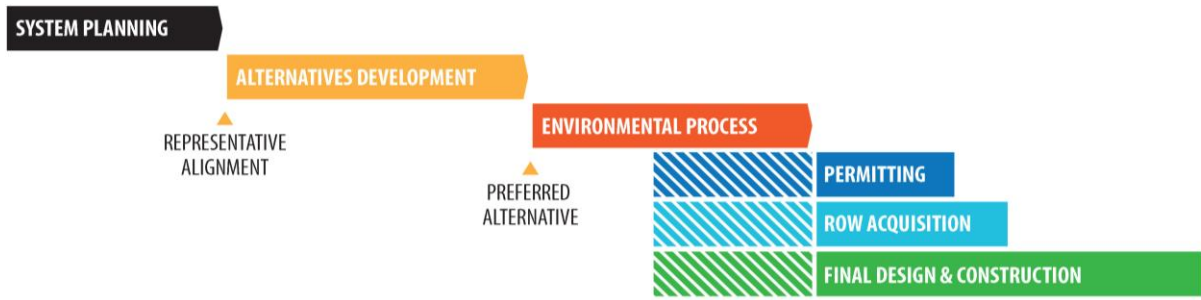 SYSTEM PLANNING
ALTERNATIVES DEVELOPMENT
REPRESENTATIVE
ALIGNMENT
ENVIRONMENTAL PROCESS
PREFERRED
ALTERNATIVE
PERMITTING
ROW ACQUISITION
FINAL DESIGN & CONSTRUCTION